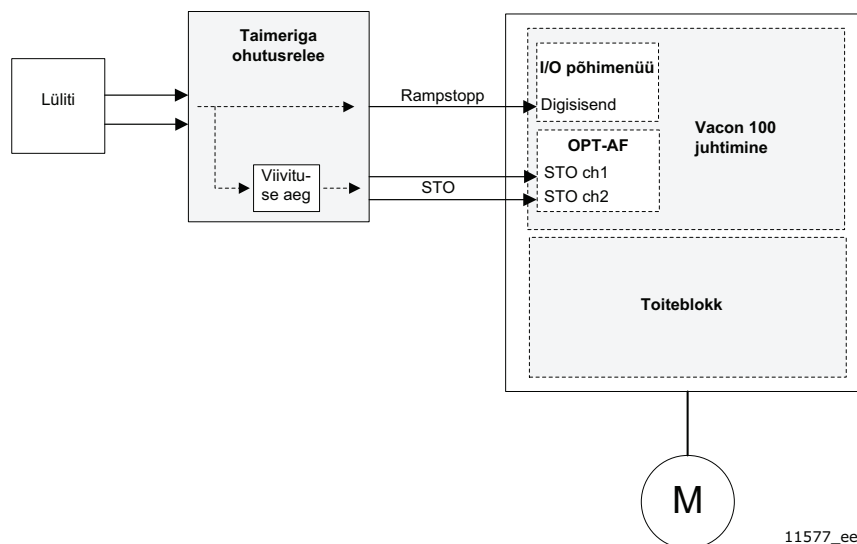 Lüliti
Taimeriga
ohutusrelee
Viivitu-
se aeg
Rampstopp
STO
I/O põhimenüü
Digisisend
OPT-AF
STO ch1
STO ch2
Vacon 100
juhtimine
Toiteblokk
M
11577_ee